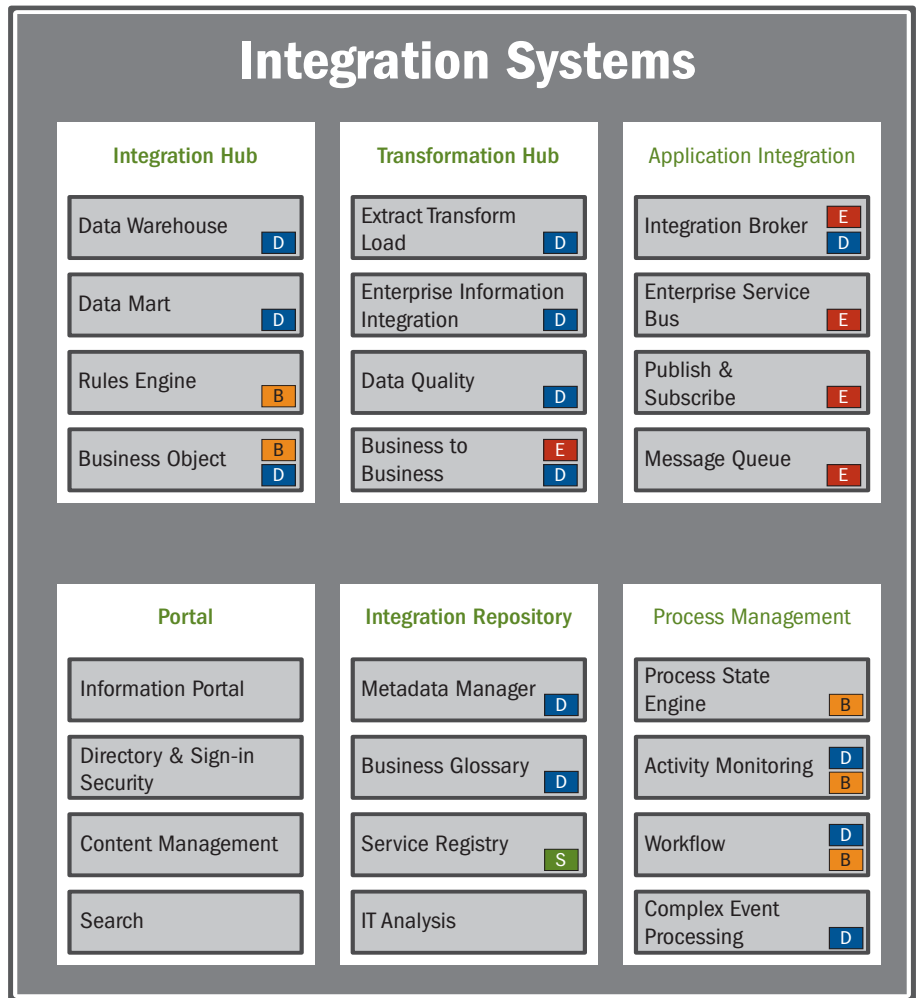 Integration Systems
Integration Hub
Data Warehouse
D
Data Mart
D
Rules Engine
B
Business Object
B
D
Transformation Hub
Extract Transform
Load
D
Enterprise Information
Integration
D
Data Quality
D
Business to
Business
E
D
Application Integration
Integration Broker
E
D
Enterprise Service
Bus
E
Publish &
Subscribe
E
Message Queue
E
Portal
Information Portal
Directory & Sign-in
Security
Content Management
Search
Integration Repository
Metadata Manager
D
Business Glossary
D
Service Registry
S
IT Analysis
Process Management
Process State
Engine
B
Activity Monitoring
D
B
Workflow
D
B
Complex Event
Processing
D